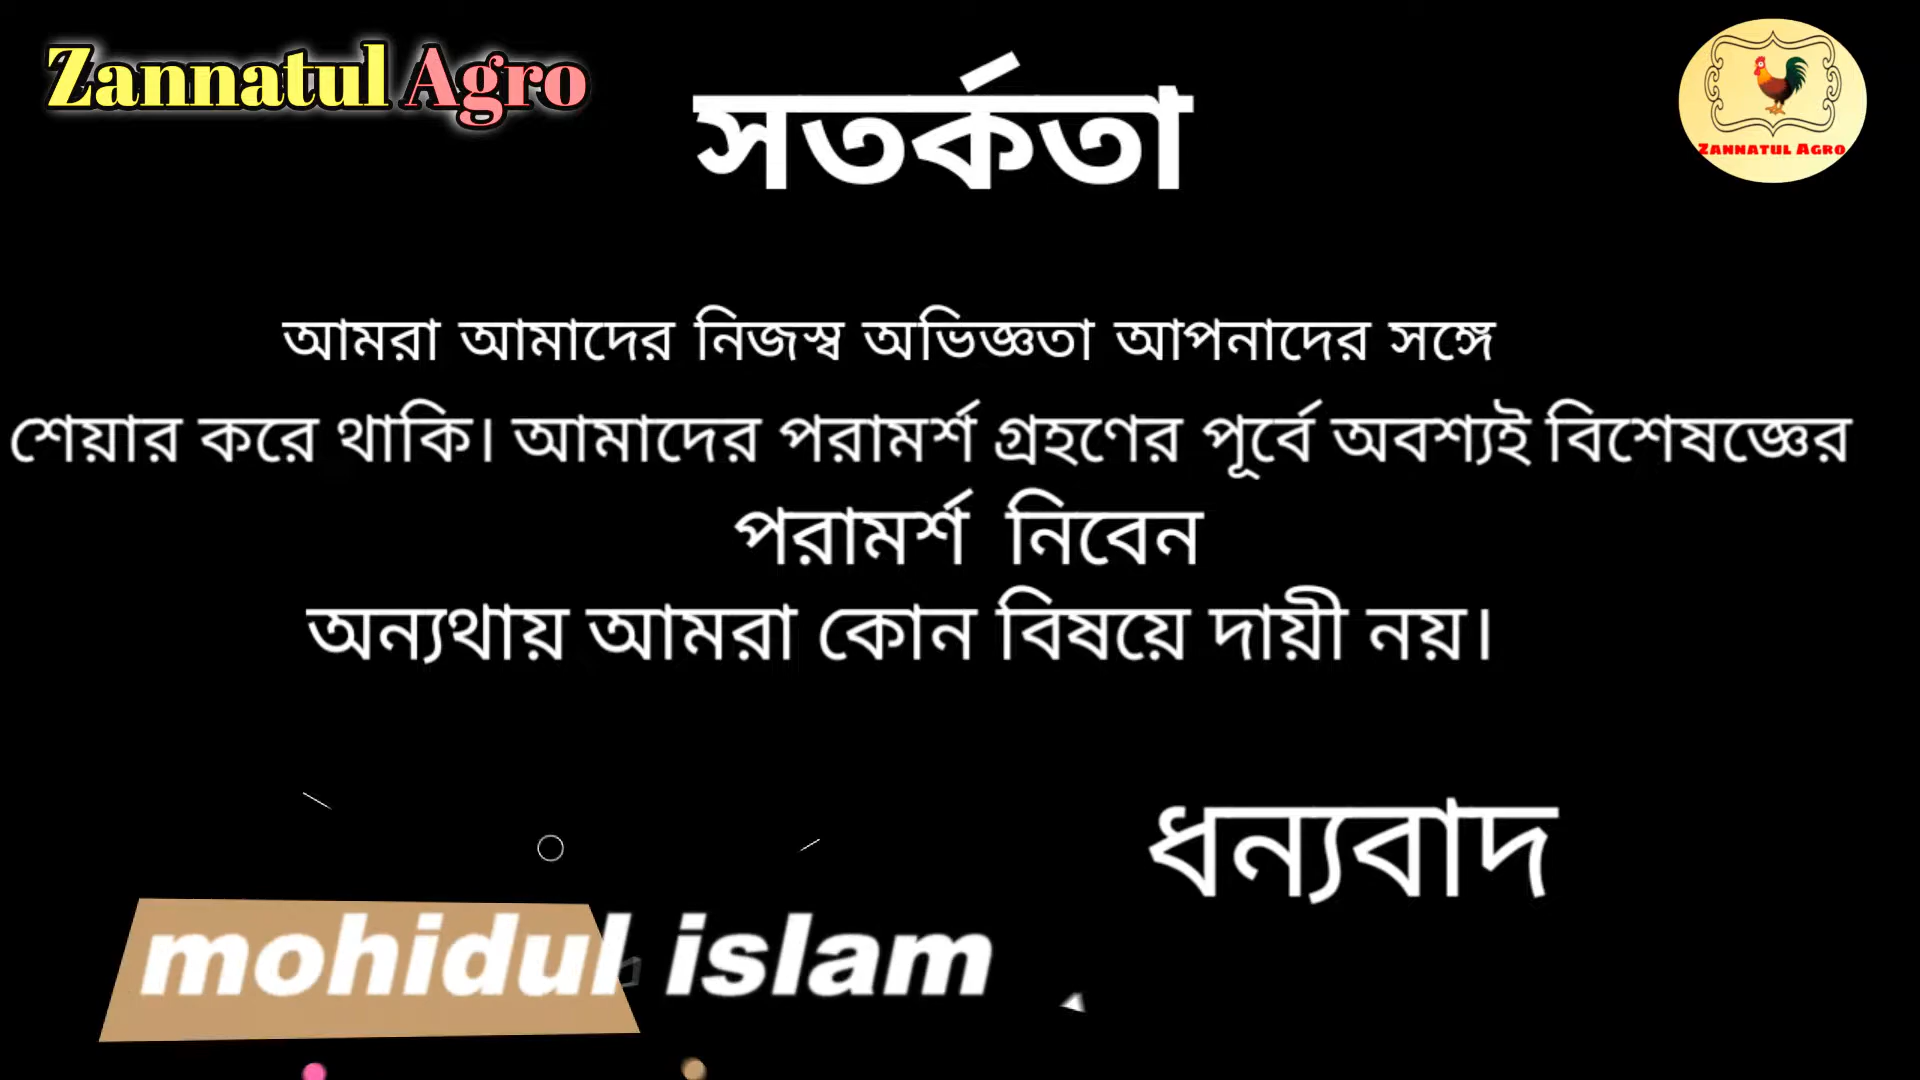 Zannatul Agro
সতর্কতা
ZANNATUL AGRO
আমরা আমাদের নিজস্ব অভিজ্ঞতা আপনাদের সঙ্গে
শেয়ার করে থাকি। আমাদের পরামর্শ গ্রহণের পূর্বে অবশ্যই বিশেষজ্ঞের
পরামর্শ নিবেন
অন্যথায় আমরা কোন বিষয়ে দায়ী নয়।
ধন্যবাদ
mohidul islam